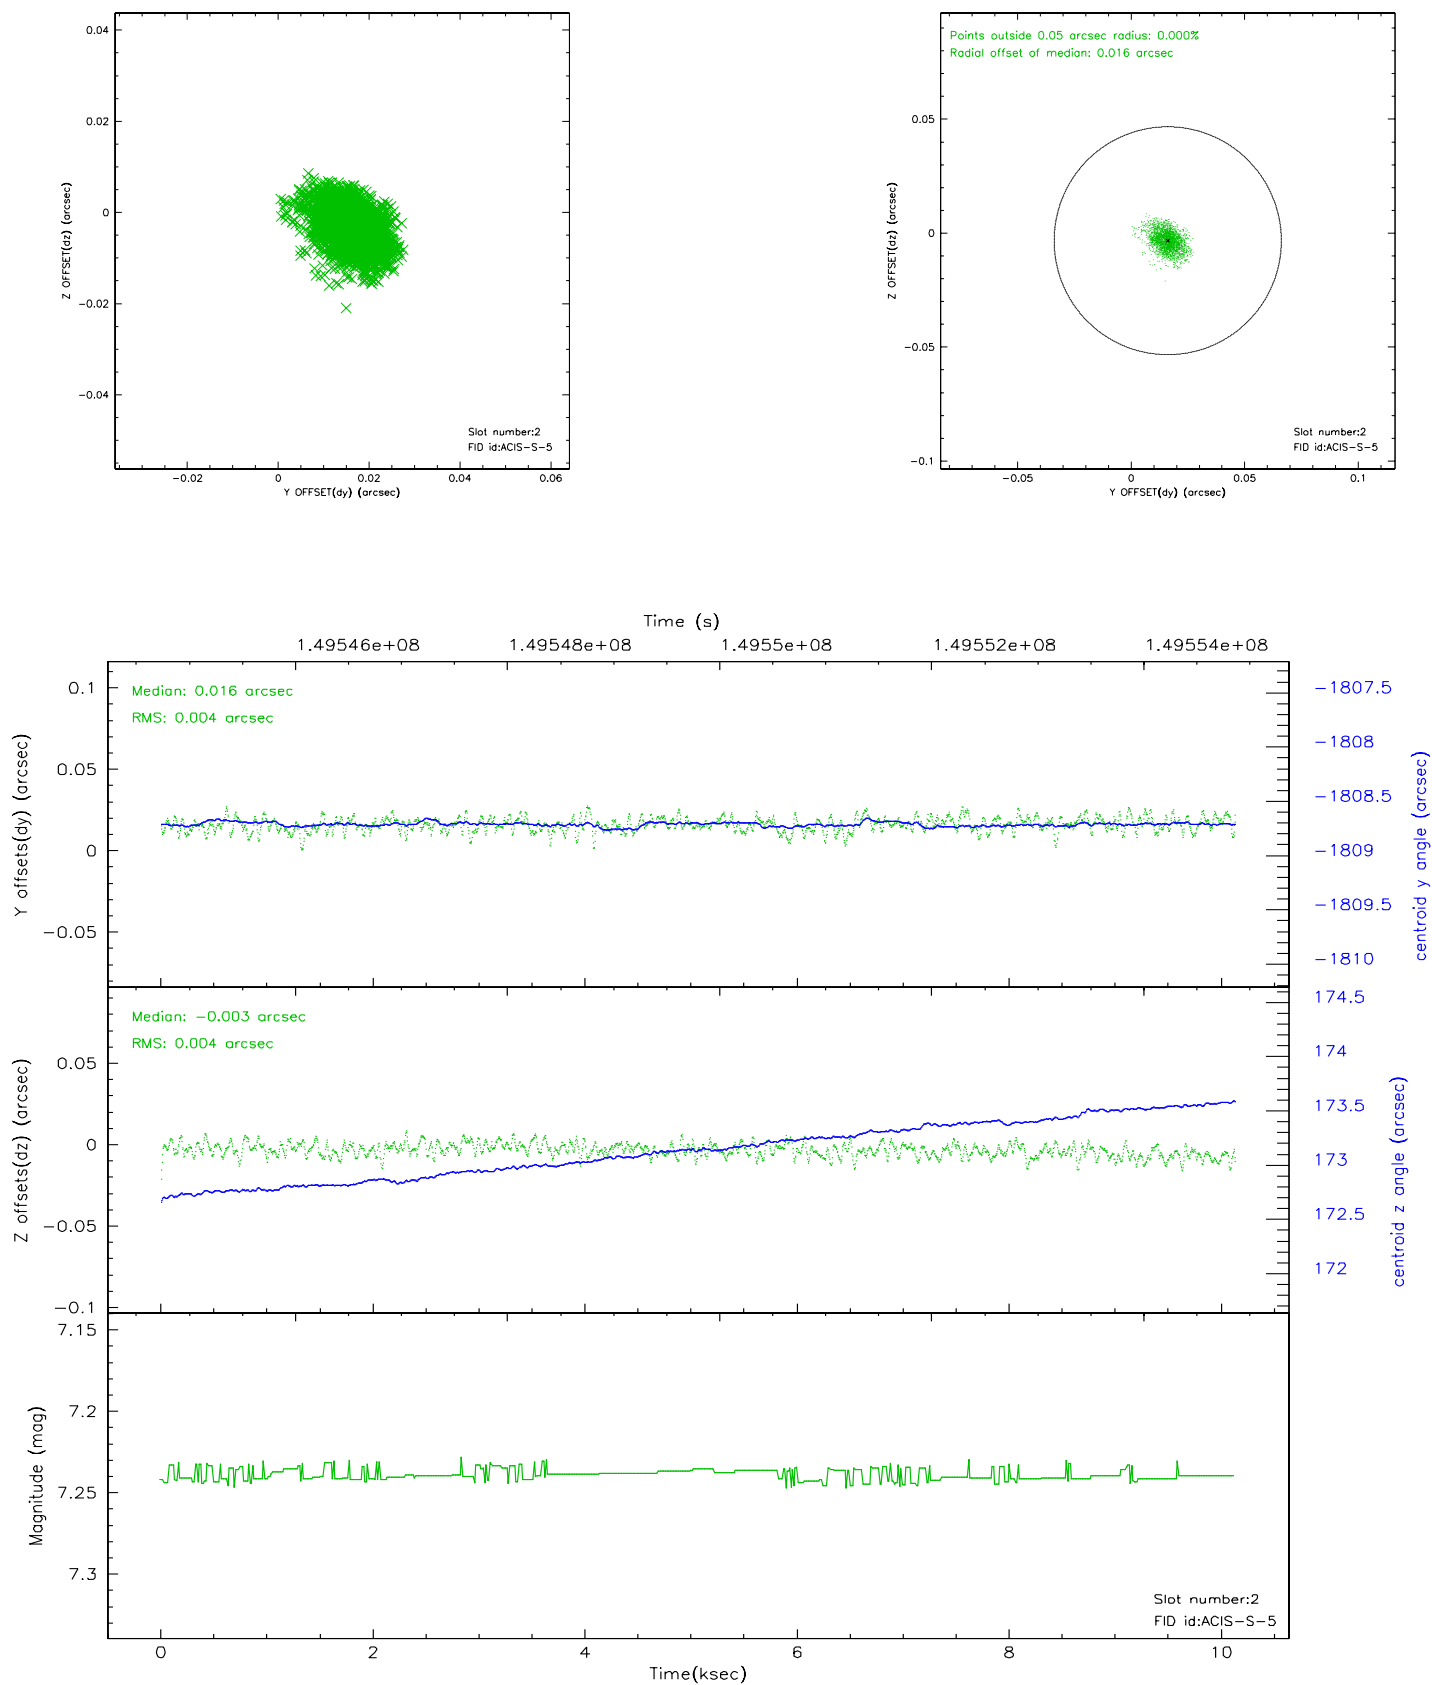 0.04
0.02
0
-0.02
-0.04
Z OFFSET(dz) (arcsec)
Slot number:2
FID id:ACIS-S-5
-0.02 0 0.02 0.04 0.06
Y OFFSET(dy) (arcsec)
Points outside 0.05 arcsec radius: 0.000%
Radial offset of median: 0.016 arcsec
0.05
0
-0.05
-0.1
Z OFFSET(dz) (arcsec)
Slot number:2
FID id:ACIS-S-5
-0.05 0 0.05 0.1
Y OFFSET(dy) (arcsec)
Time (s)
1.49546e+08 1.49548e+08 1.4955e+08 1.49552e+08 1.49554e+08
Median: 0.016 arcsec
RMS: 0.004 arcsec
0.1
0.05
0
-0.05
Y offsets(dy) (arcsec)
-1807.5
-1808
-1808.5
-1809
-1809.5
-1810
centroid y angle (arcsec)
Median: -0.003 arcsec
RMS: 0.004 arcsec
0.05
0
-0.05
-0.1
Z offsets(dz) (arcsec)
174.5
174
173.5
173
172.5
172
centroid z angle (arcsec)
7.15
7.2
7.25
7.3
Magnitude (mag)
Slot number:2
FID id:ACIS-S-5
0 2 4 6 8 10
Time(ksec)